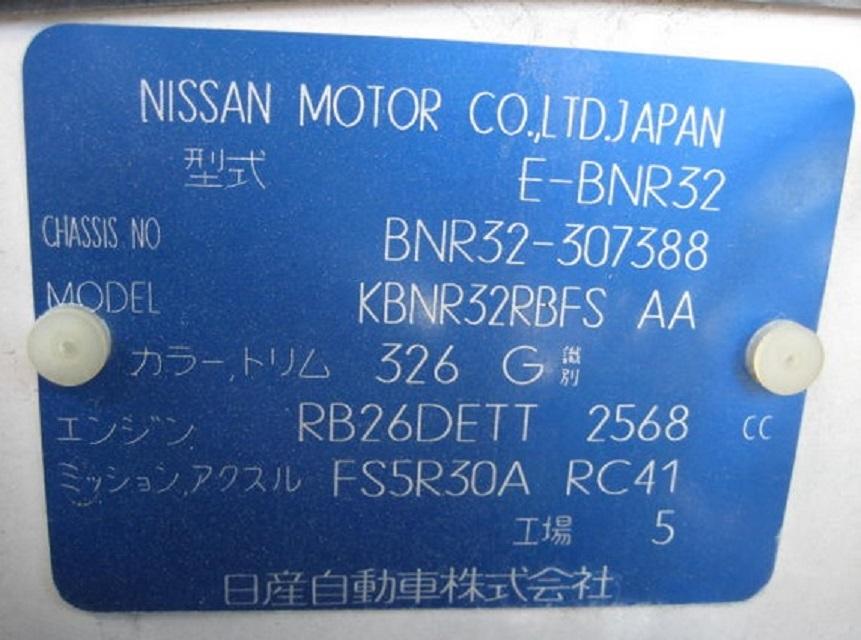 NISSAN MOTOR CO.,LTD.JAPAN
型式 E-BNR32
CHASSIS NO BNR32-307388
MODEL KBNR32RBFS AA
カラー,トリム 326 G 識別
エンジン RB26DETT 2568 CC
ミッション,アクスル FS5R30A RC41
工場 5
日産自動車株式会社